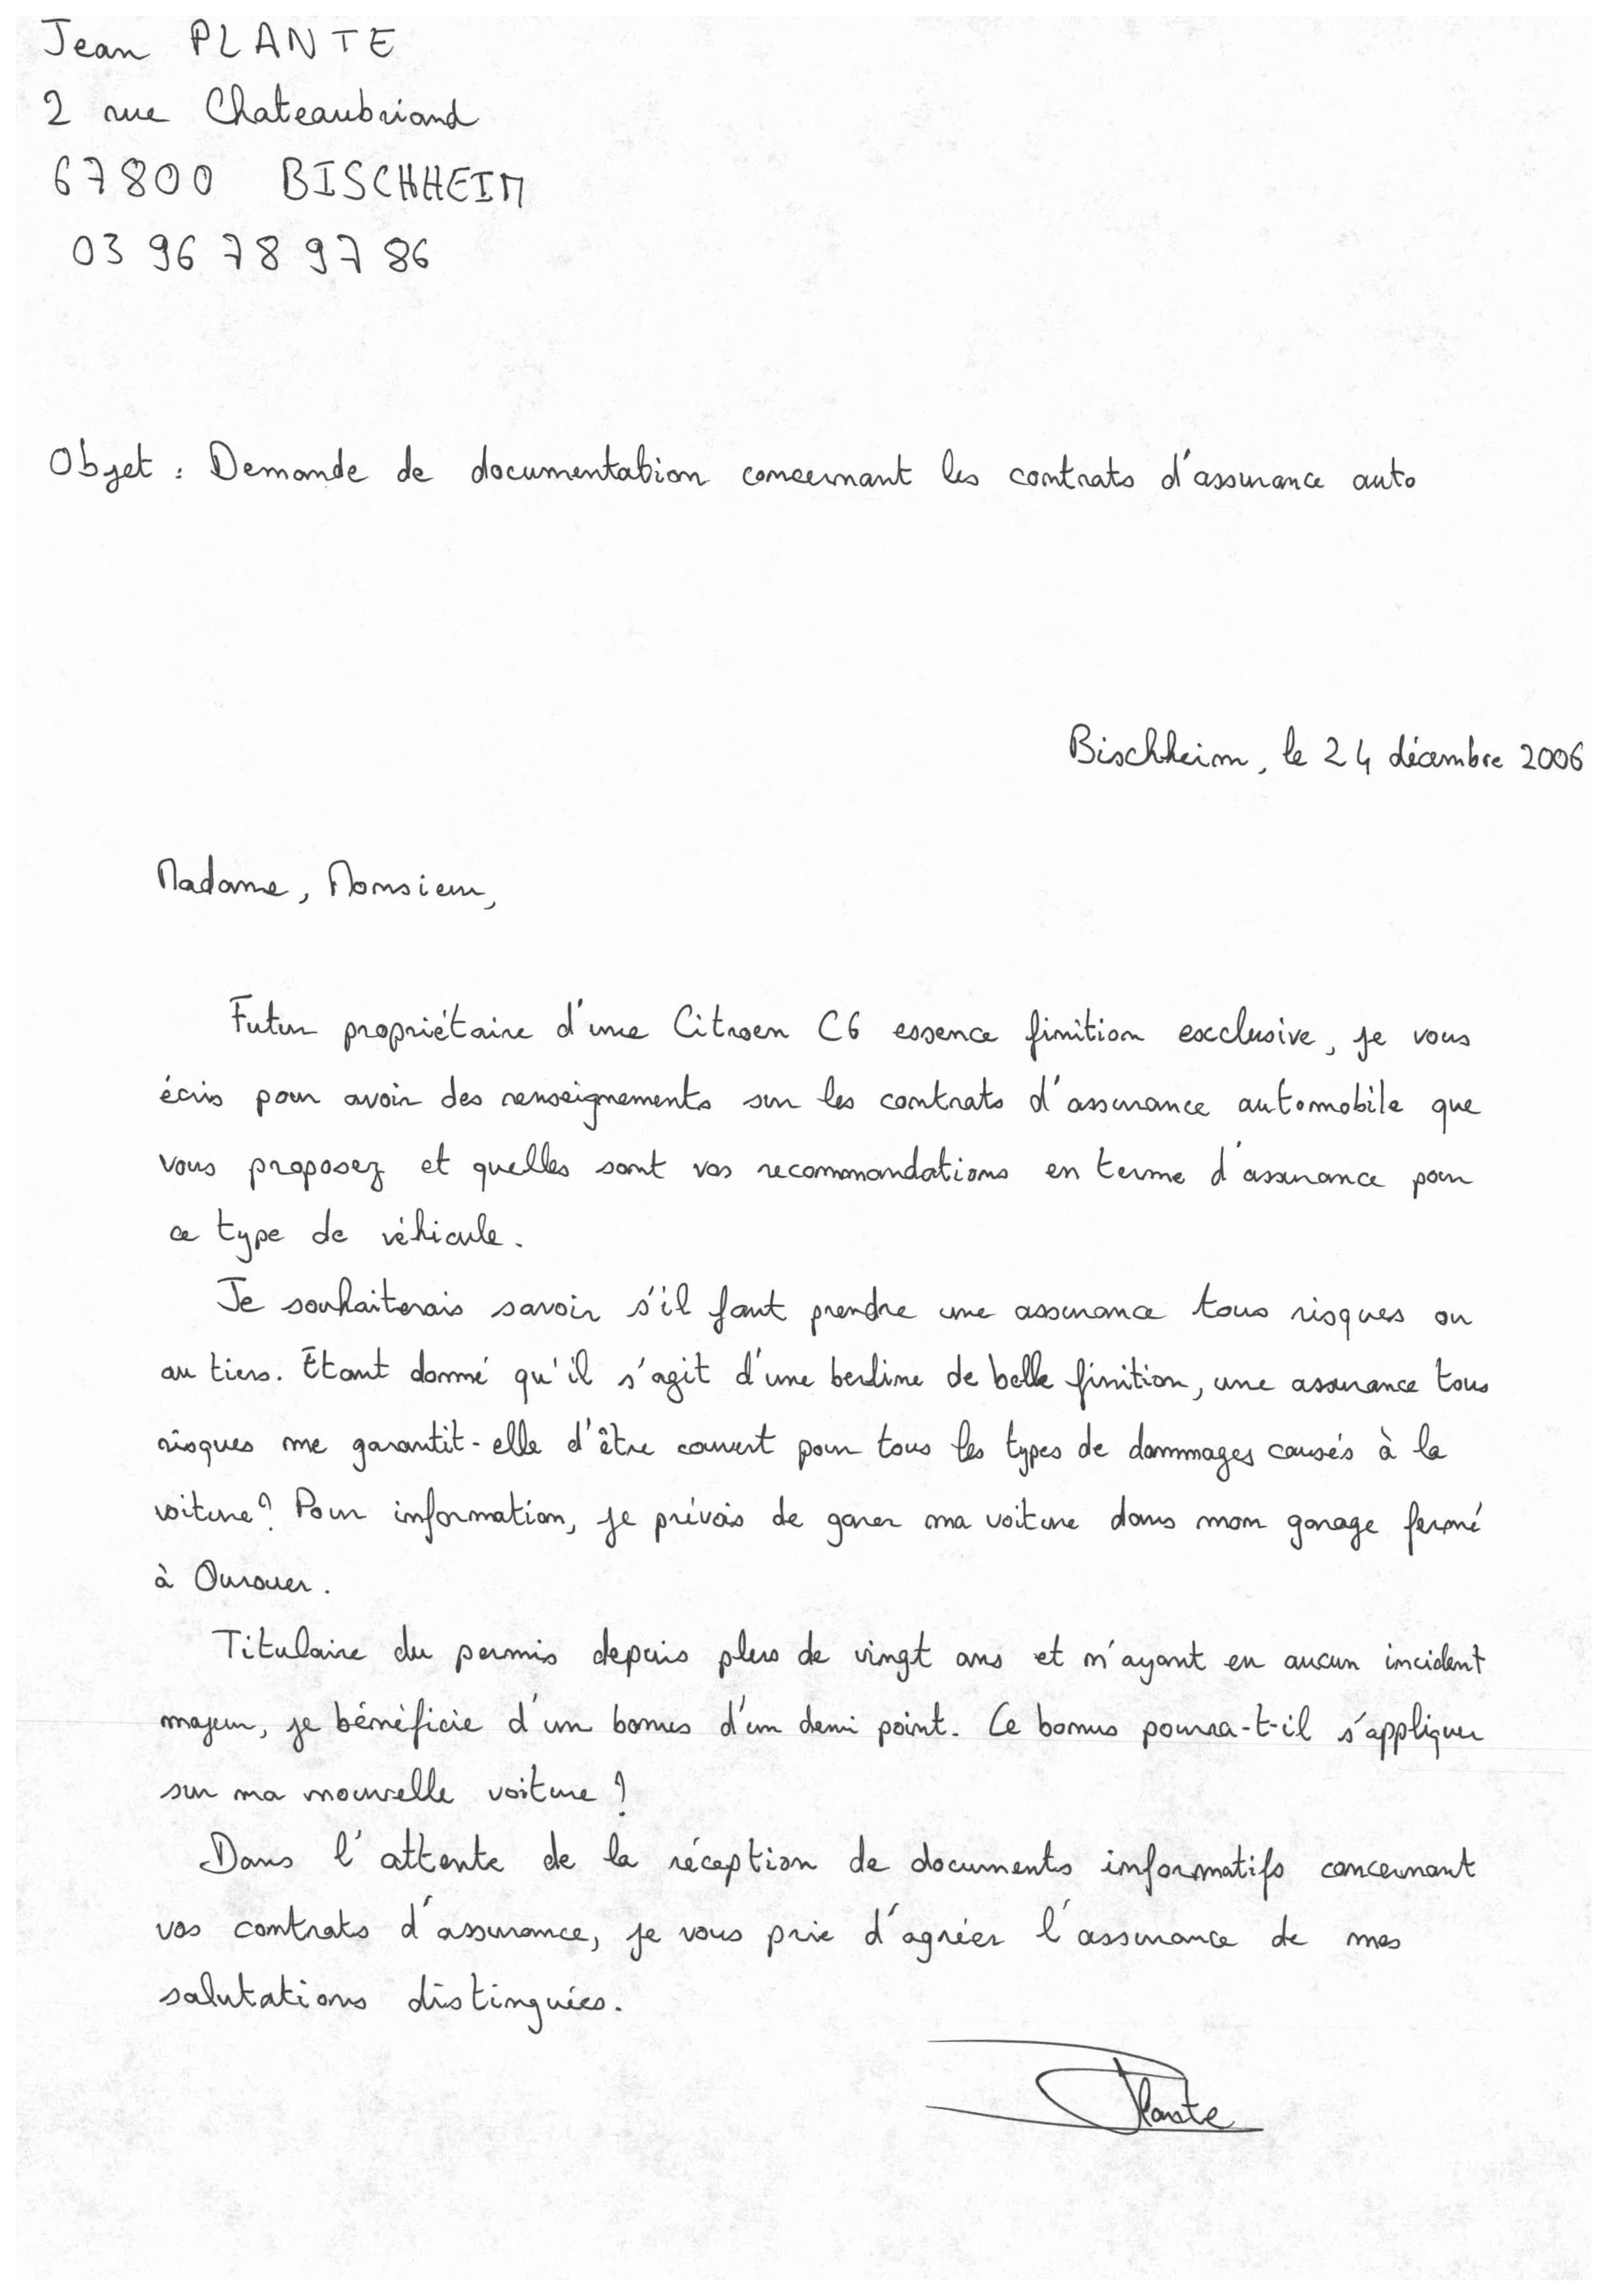 Jean PLANTE
2 rue Chateaubriand
67800 BISCHHEIM
03 96 78 97 86
Objet : Demande de documentation concernant les contrats d'assurance auto
Bischheim, le 24 décembre 2006
Madame, Monsieur,
Futur propriétaire d'une Citroen C6 essence finition exclusive, je vous
écris pour avoir des renseignements sur les contrats d'assurance automobile que
vous proposez et quelles sont vos recommandations en terme d'assurance pour
ce type de véhicule.
Je souhaiterais savoir s'il faut prendre une assurance tous risques ou
au tiers. Etant donné qu'il s'agit d'une berline de belle finition, une assurance tous
risques me garantit-elle d'être couvert pour tous les types de dommages causés à la
voiture ? Pour information, je prévois de garer ma voiture dans mon garage fermé
à Ourouer.
Titulaire du permis depuis plus de vingt ans et n'ayant eu aucun incident
majeur, je bénéficie d'un bonus d'un demi point. Ce bonus pourra-t-il s'appliquer
sur ma nouvelle voiture ?
Dans l'attente de la réception de documents informatifs concernant
vos contrats d'assurance, je vous prie d'agréer l'assurance de mes
salutations distinguées.
Plante